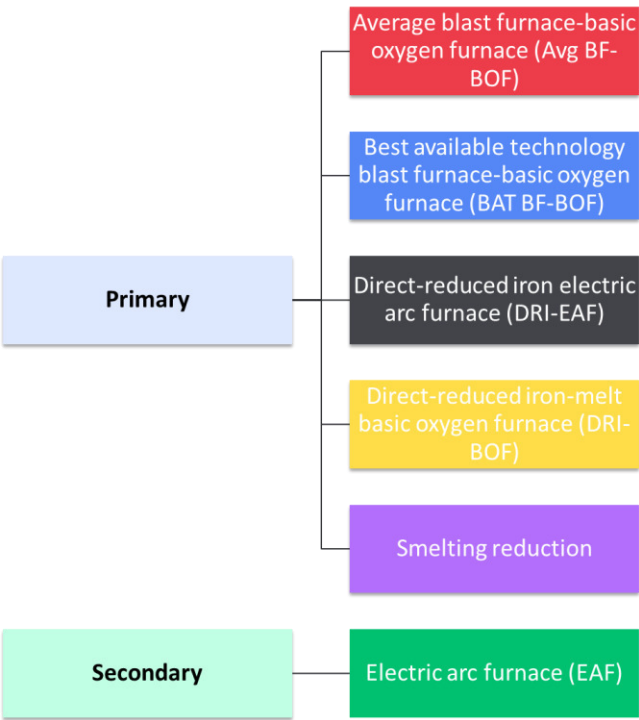 Average blast furnace-basic
oxygen furnace (Avg BF-
BOF)
Best available technology
blast furnace-basic oxygen
furnace (BAT BF-BOF)
Primary
Direct-reduced iron electric
arc furnace (DRI-EAF)
Direct-reduced iron-melt
basic oxygen furnace (DRI-
BOF)
Smelting reduction
Secondary
Electric arc furnace (EAF)